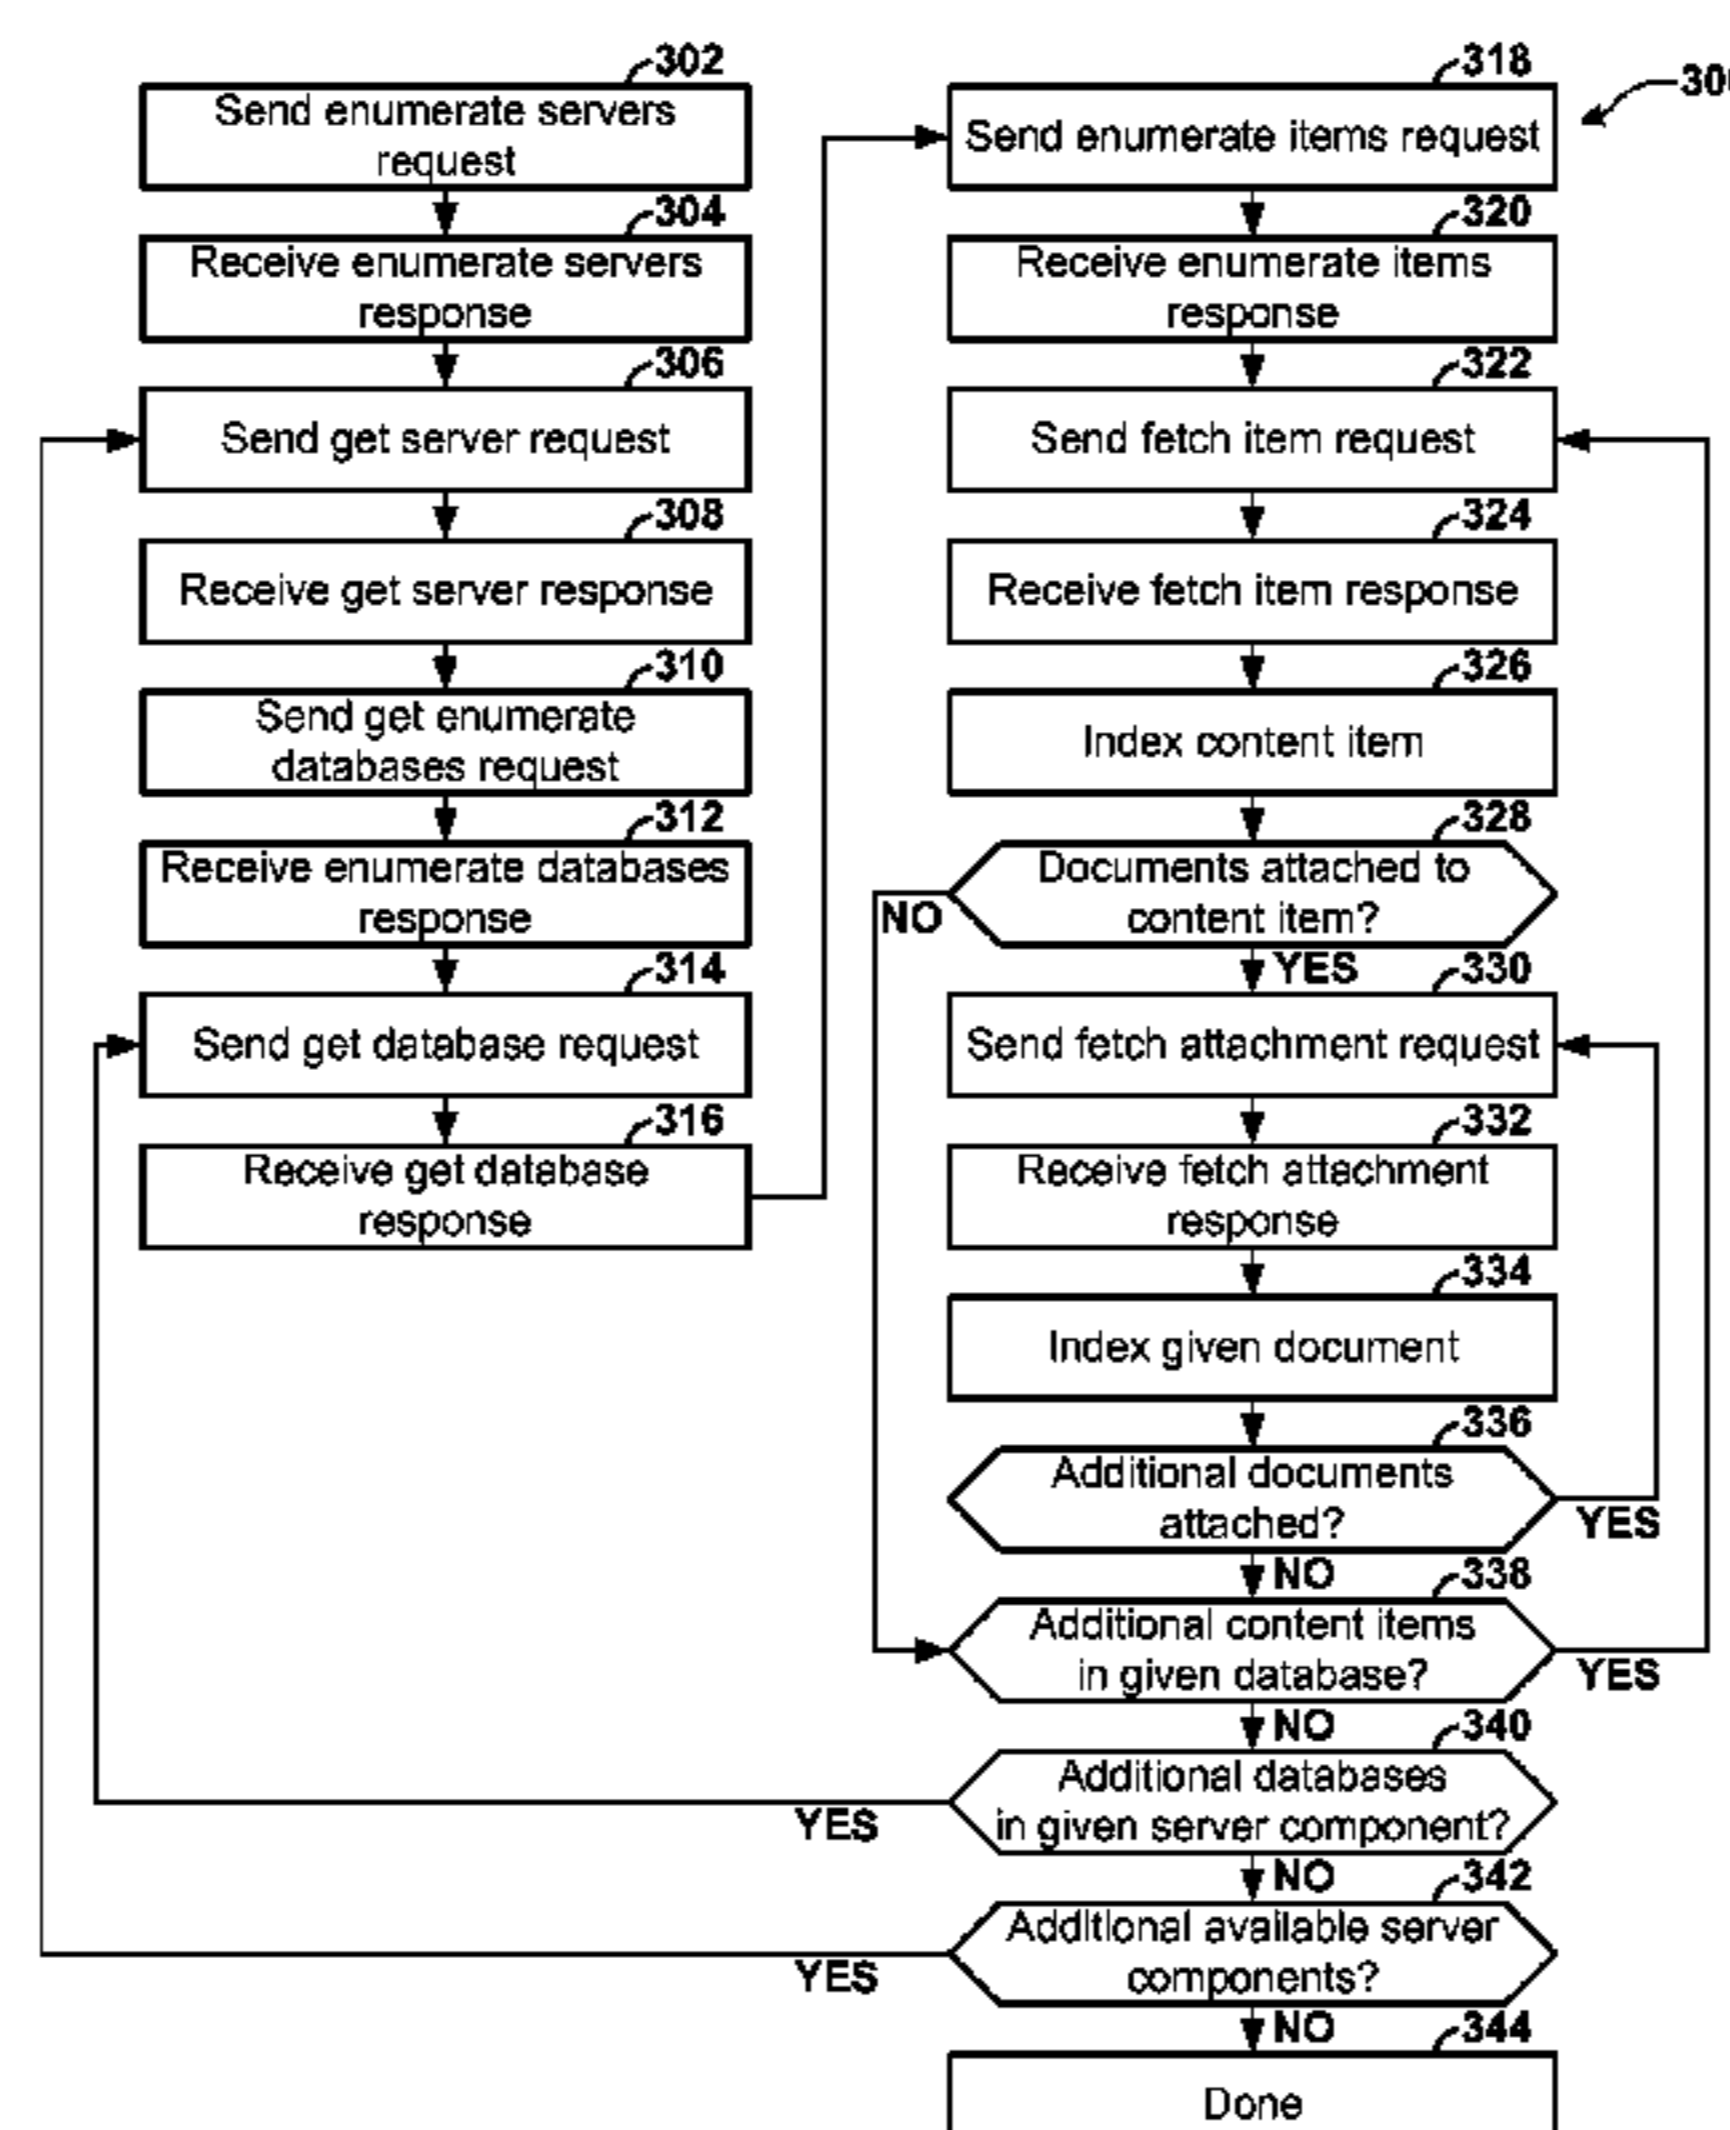 302
Send enumerate servers
request
304
Receive enumerate servers
response
306
Send get server request
308
Receive get server response
310
Send get enumerate
databases request
312
Receive enumerate databases
response
314
Send get database request
316
Receive get database
response
318
Send enumerate items request
320
Receive enumerate items
response
322
Send fetch item request
324
Receive fetch item response
326
Index content item
328
Documents attached to
content item?
NO
YES
330
Send fetch attachment request
332
Receive fetch attachment
response
334
Index given document
336
Additional documents
attached?
YES
NO
338
Additional content items
in given database?
YES
NO
340
Additional databases
in given server component?
YES
NO
342
Additional available server
components?
YES
NO
344
Done